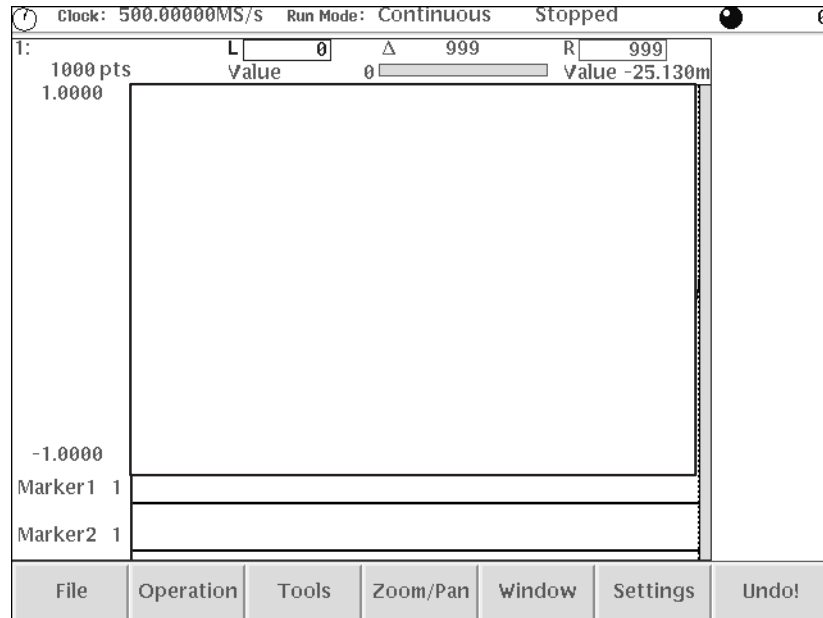 Clock: 500.00000MS/s Run Mode: Continuous Stopped
1: L 0 Δ 999 R 999
1000 pts Value 0 Value -25.130m
1.0000
-1.0000
Marker1 1
Marker2 1
File Operation Tools Zoom/Pan Window Settings Undo!